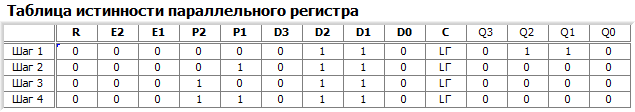 Таблица истинности параллельного регистра
R E2 E1 P2 P1 D3 D2 D1 D0 C Q3 Q2 Q1 Q0
Шаг 1 0 0 0 0 0 0 1 1 0 LГ 0 1 1 0
Шаг 2 0 0 0 0 1 0 1 1 0 LГ 0 0 0 0
Шаг 3 0 0 0 1 0 0 1 1 0 LГ 0 0 0 0
Шаг 4 0 0 0 1 1 0 1 1 0 LГ 0 0 0 0